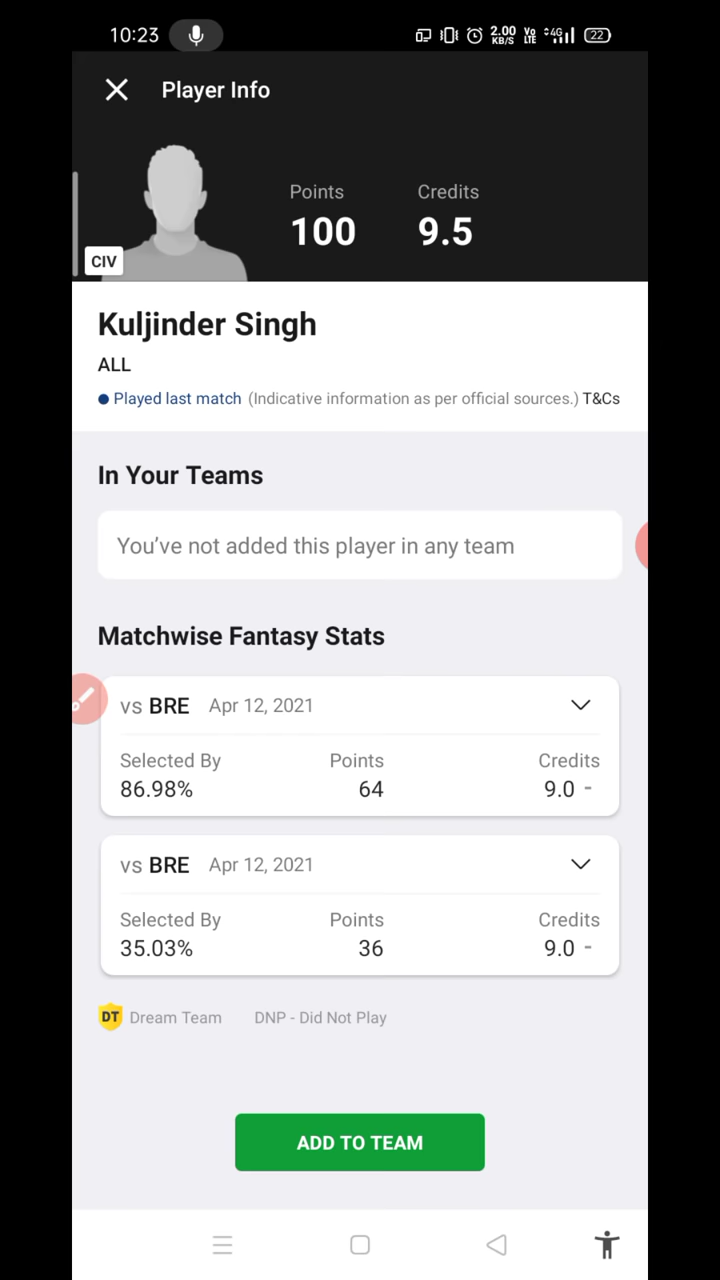 10:23 2.00 KB/S Vo LTE 4G 22
Player Info
Points Credits
100 9.5
CIV
Kuljinder Singh
ALL
Played last match (Indicative information as per official sources.) T&Cs
In Your Teams
You've not added this player in any team
Matchwise Fantasy Stats
vs BRE Apr 12, 2021
Selected By Points Credits
86.98% 64 9.0 -
vs BRE Apr 12, 2021
Selected By Points Credits
35.03% 36 9.0 -
DT Dream Team DNP - Did Not Play
ADD TO TEAM